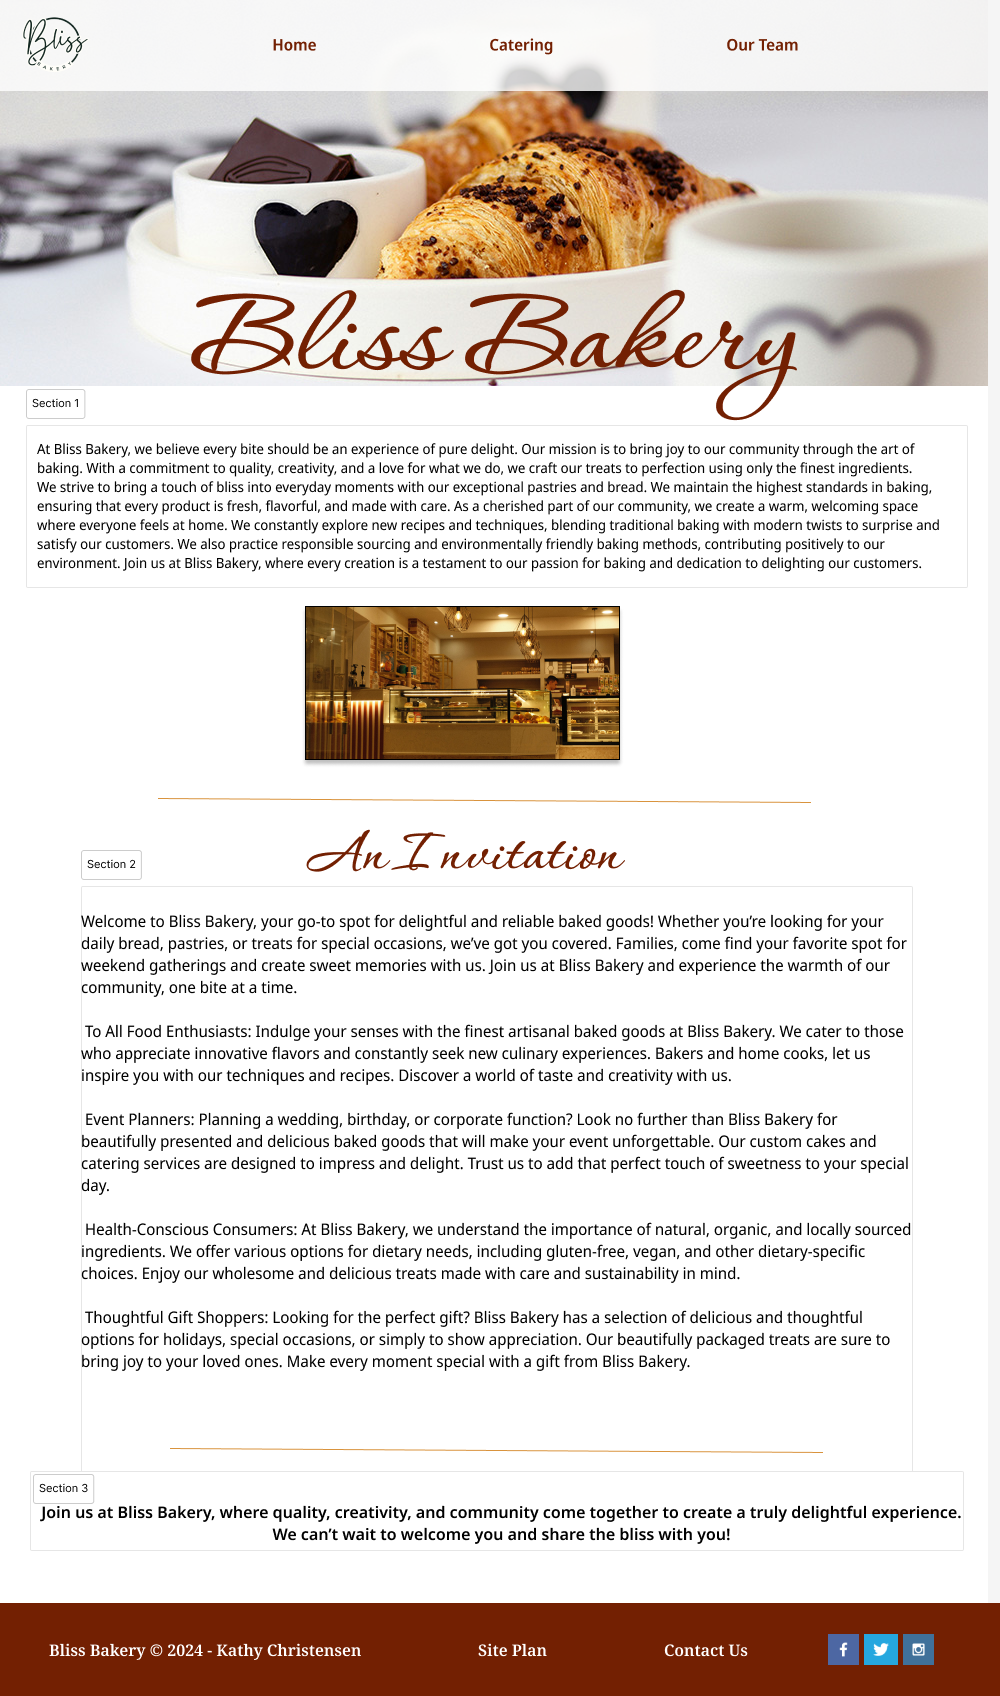 Bliss
BAKERY
Home
Catering
Our Team
Bliss Bakery
Section 1
At Bliss Bakery, we believe every bite should be an experience of pure delight. Our mission is to bring joy to our community through the art of
baking. With a commitment to quality, creativity, and a love for what we do, we craft our treats to perfection using only the finest ingredients.
We strive to bring a touch of bliss into everyday moments with our exceptional pastries and bread. We maintain the highest standards in baking,
ensuring that every product is fresh, flavorful, and made with care. As a cherished part of our community, we create a warm, welcoming space
where everyone feels at home. We constantly explore new recipes and techniques, blending traditional baking with modern twists to surprise and
satisfy our customers. We also practice responsible sourcing and environmentally friendly baking methods, contributing positively to our
environment. Join us at Bliss Bakery, where every creation is a testament to our passion for baking and dedication to delighting our customers.
An Invitation
Section 2
Welcome to Bliss Bakery, your go-to spot for delightful and reliable baked goods! Whether you’re looking for your
daily bread, pastries, or treats for special occasions, we’ve got you covered. Families, come find your favorite spot for
weekend gatherings and create sweet memories with us. Join us at Bliss Bakery and experience the warmth of our
community, one bite at a time.
To All Food Enthusiasts: Indulge your senses with the finest artisanal baked goods at Bliss Bakery. We cater to those
who appreciate innovative flavors and constantly seek new culinary experiences. Bakers and home cooks, let us
inspire you with our techniques and recipes. Discover a world of taste and creativity with us.
Event Planners: Planning a wedding, birthday, or corporate function? Look no further than Bliss Bakery for
beautifully presented and delicious baked goods that will make your event unforgettable. Our custom cakes and
catering services are designed to impress and delight. Trust us to add that perfect touch of sweetness to your special
day.
Health-Conscious Consumers: At Bliss Bakery, we understand the importance of natural, organic, and locally sourced
ingredients. We offer various options for dietary needs, including gluten-free, vegan, and other dietary-specific
choices. Enjoy our wholesome and delicious treats made with care and sustainability in mind.
Thoughtful Gift Shoppers: Looking for the perfect gift? Bliss Bakery has a selection of delicious and thoughtful
options for holidays, special occasions, or simply to show appreciation. Our beautifully packaged treats are sure to
bring joy to your loved ones. Make every moment special with a gift from Bliss Bakery.
Section 3
Join us at Bliss Bakery, where quality, creativity, and community come together to create a truly delightful experience.
We can’t wait to welcome you and share the bliss with you!
Bliss Bakery © 2024 - Kathy Christensen
Site Plan
Contact Us